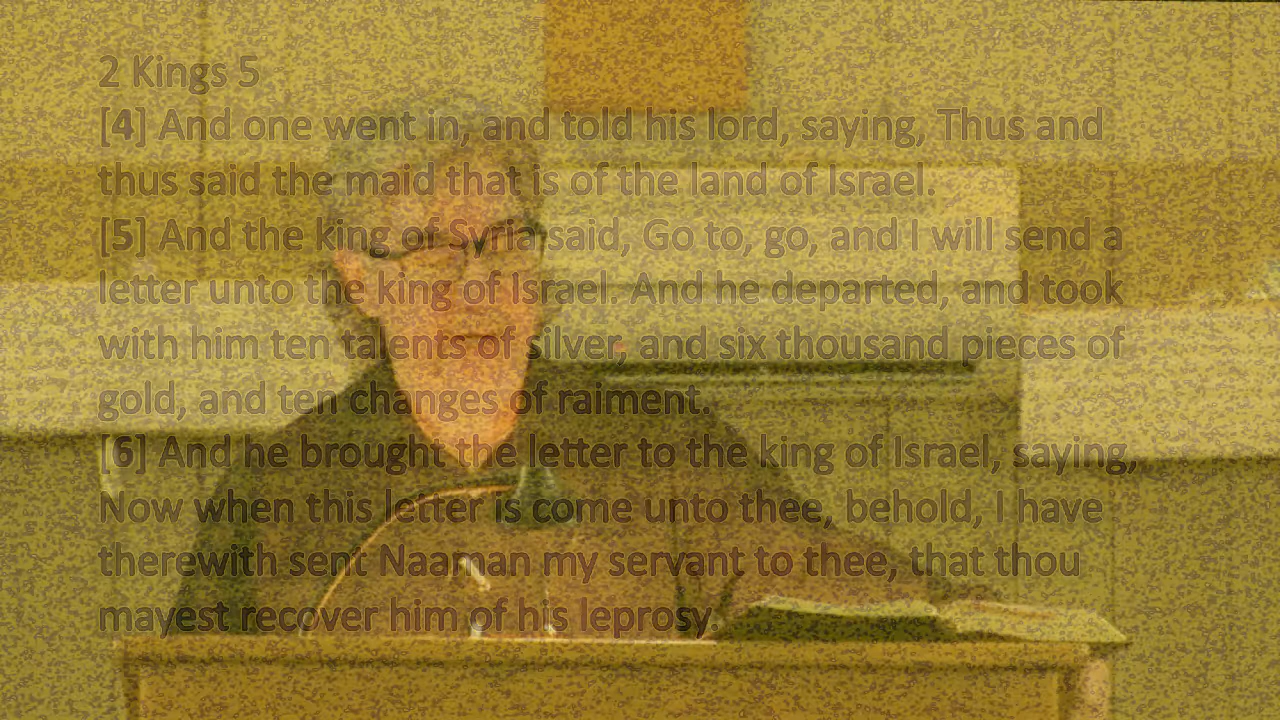 2 Kings 5
[4] And one went in, and told his lord, saying, Thus and
thus said the maid that is of the land of Israel.
[5] And the king of Syria said, Go to, go, and I will send a
letter unto the king of Israel. And he departed, and took
with him ten talents of silver, and six thousand pieces of
gold, and ten changes of raiment.
[6] And he brought the letter to the king of Israel, saying,
Now when this letter is come unto thee, behold, I have
therewith sent Naaman my servant to thee, that thou
mayest recover him of his leprosy.